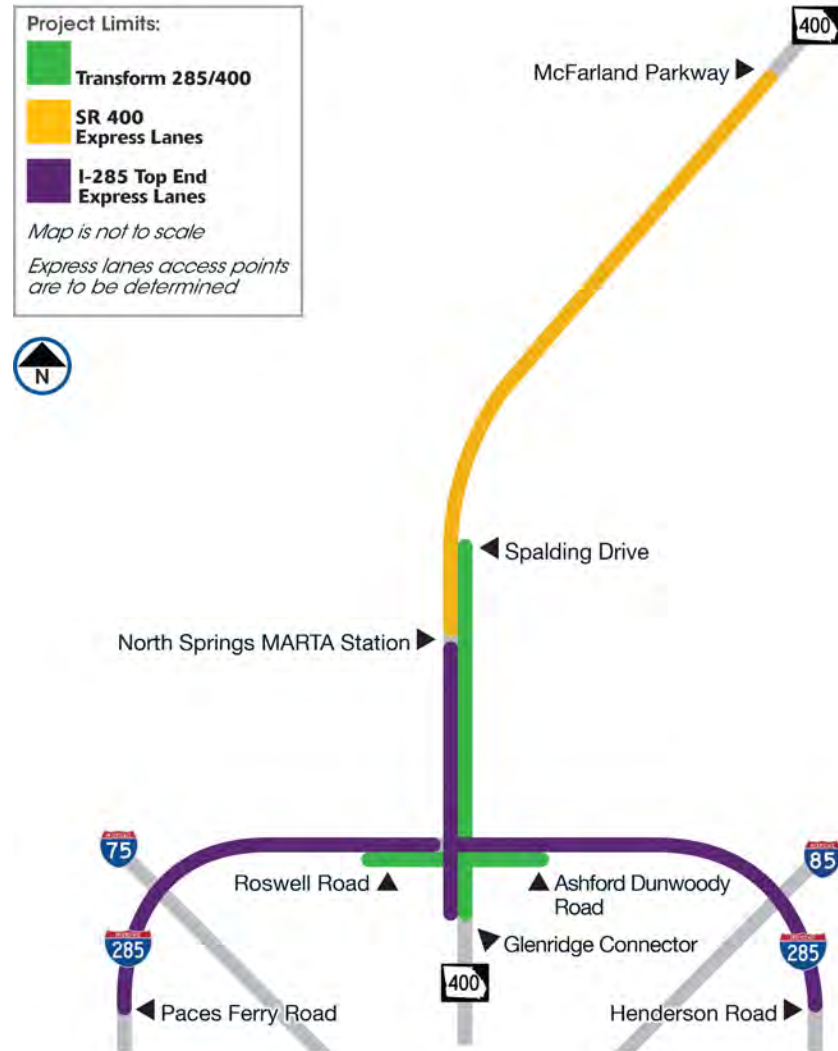 Project Limits:
Transform 285/400
SR 400
Express Lanes
I-285 Top End
Express Lanes
Map is not to scale
Express lanes access points
are to be determined
N
400
McFarland Parkway
Spalding Drive
North Springs MARTA Station
75
85
Roswell Road
Ashford Dunwoody
Road
285
285
Glenridge Connector
400
Paces Ferry Road
Henderson Road